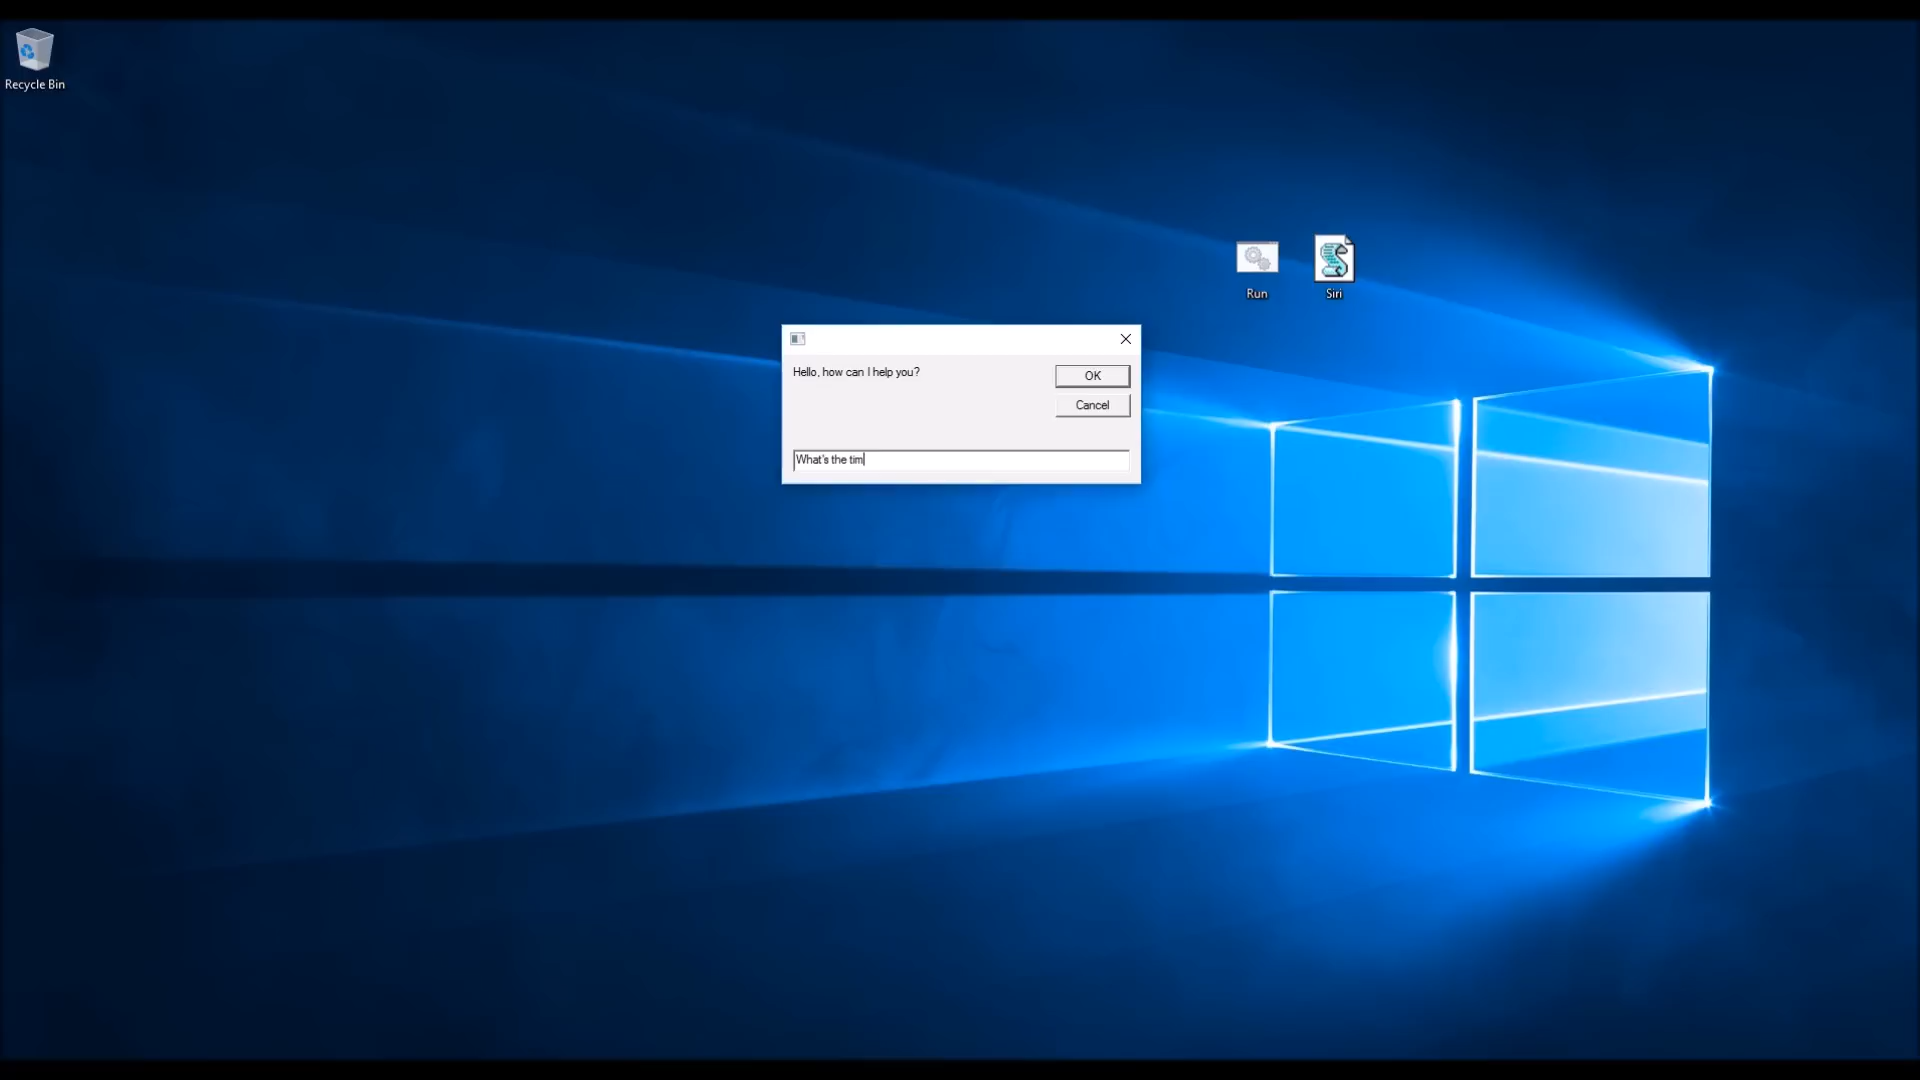 Recycle Bin
Run
Siri
Hello, how can I help you?
OK
Cancel
What's the tim